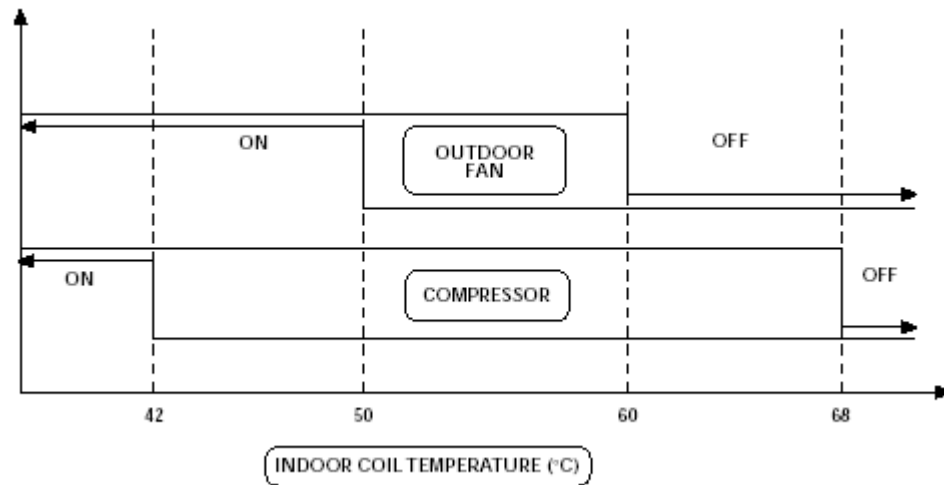 ON
OUTDOOR
FAN
OFF
ON
COMPRESSOR
OFF
42
50
60
68
INDOOR COIL TEMPERATURE (°C)